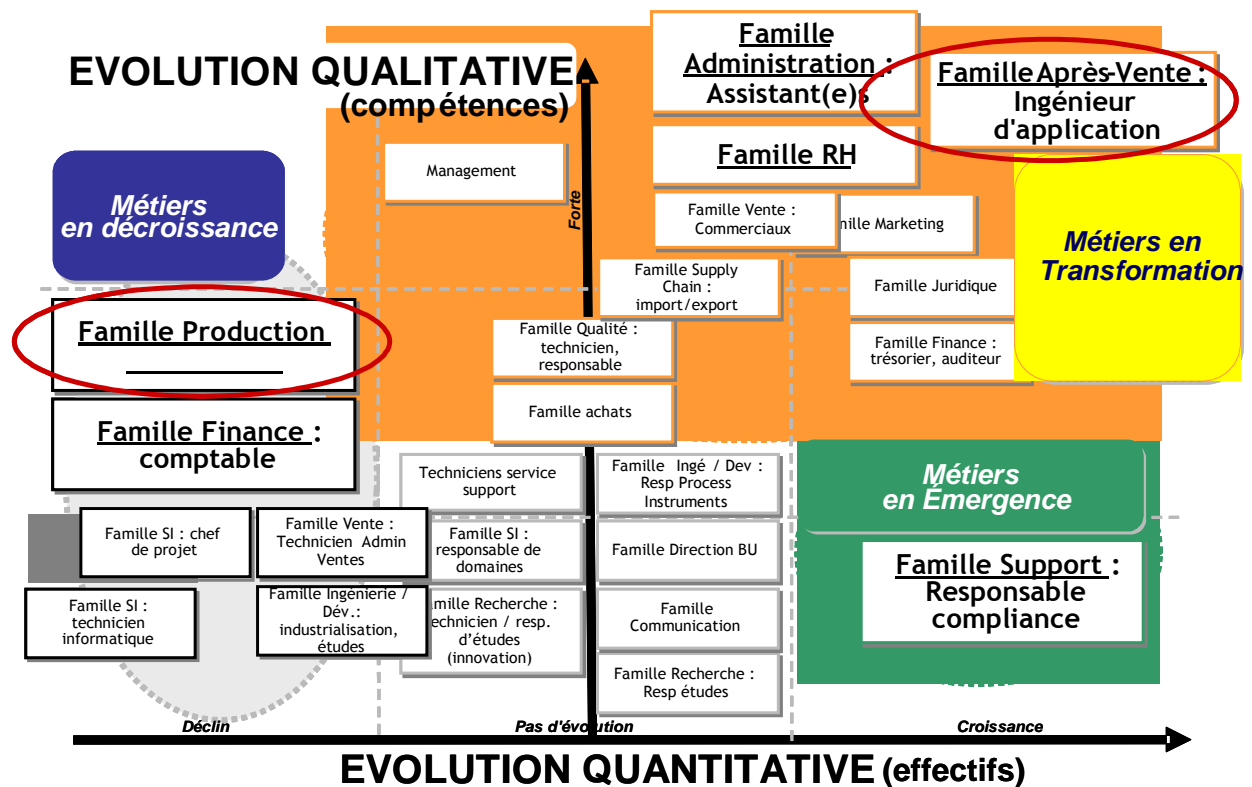 EVOLUTION QUALITATIVE
(compétences)
Famille
Administration :
Assistant(e)s
Famille Après-Vente :
Ingénieur
d'application
Famille RH
Management
Métiers
en décroissance
Forte
Famille Vente :
Commerciaux
Marketing
Métiers en
Transformation
Famille Supply
Chain :
import/export
Famille Juridique
Famille Production
Famille Qualité :
technicien,
responsable
Famille Finance :
trésorier, auditeur
Famille achats
Famille Finance :
comptable
Techniciens service
support
Famille Ingé / Dev :
Resp Process
Instruments
Métiers
en Émergence
Famille SI : chef
de projet
Famille Vente :
Technicien Admin
Ventes
Famille SI :
responsable de
domaines
Famille Direction BU
Famille Support :
Responsable
compliance
Famille SI :
technicien
informatique
Famille Ingénierie /
Dév.:
industrialisation,
études
Recherche :
/ resp.
d’études
(innovation)
Famille
Communication
Famille Recherche :
Resp études
Déclin
Pas d'évolution
Croissance
EVOLUTION QUANTITATIVE (effectifs)